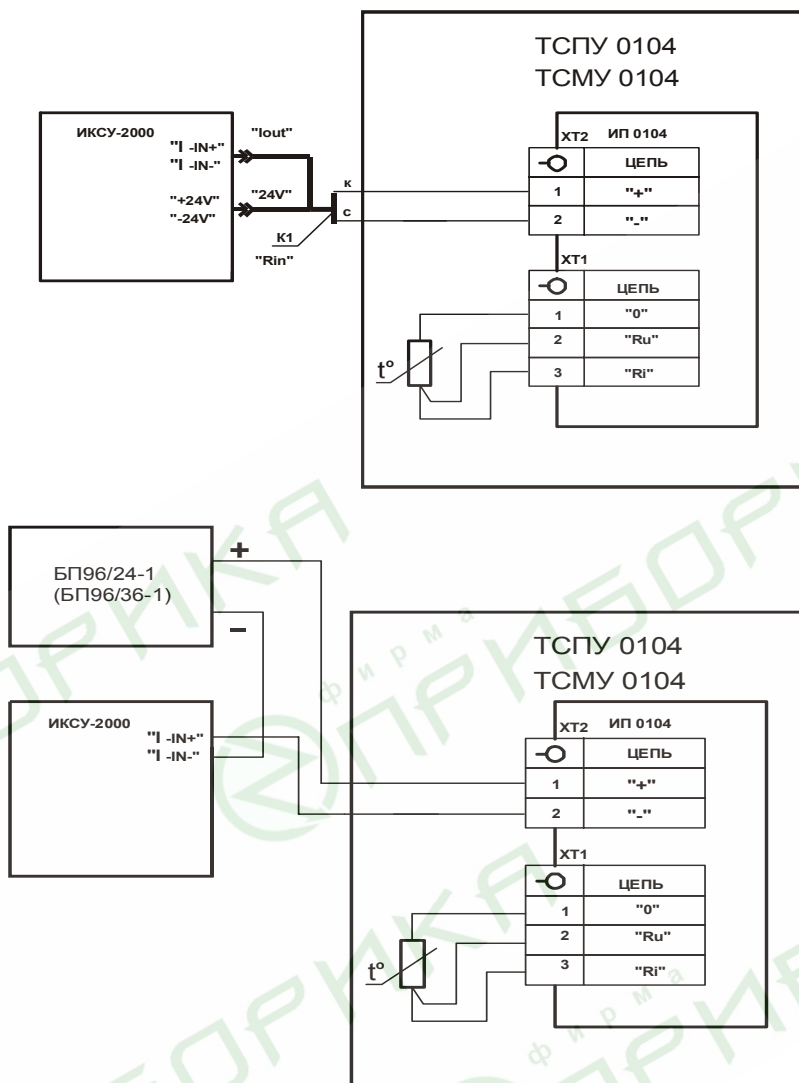 ТСПУ 0104
ТСМУ 0104
ИКСУ-2000
"I -IN+"
"I -IN-"
"+24V"
"-24V"
"Iout"
"24V"
К1
"Rin"
к
с
ХТ2 ИП 0104
ЦЕПЬ
1 "+"
2 "-"
ХТ1
ЦЕПЬ
1 "0"
2 "Ru"
3 "Ri"
t°
БП96/24-1
(БП96/36-1)
+
–
ИКСУ-2000
"I -IN+"
"I -IN-"
ТСПУ 0104
ТСМУ 0104
ХТ2 ИП 0104
ЦЕПЬ
1 "+"
2 "-"
ХТ1
ЦЕПЬ
1 "0"
2 "Ru"
3 "Ri"
t°
фирма